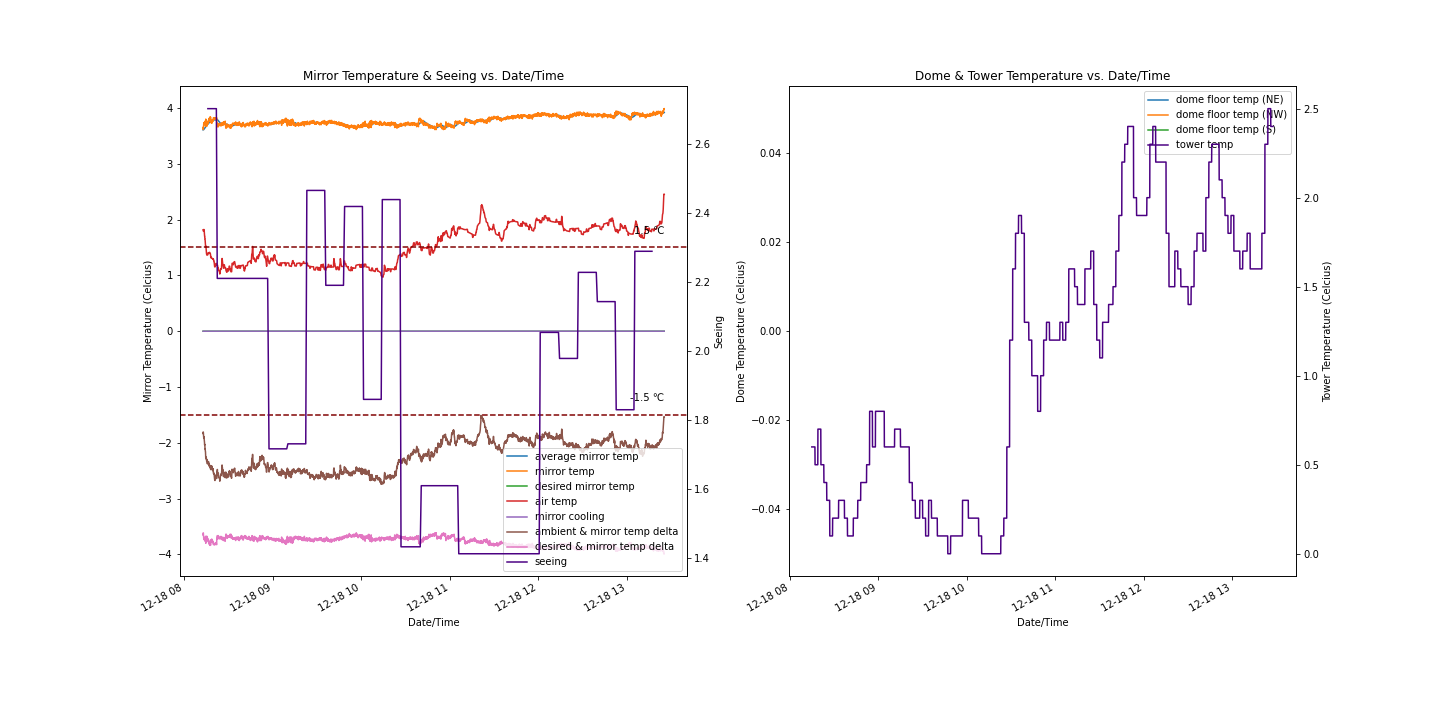 Mirror Temperature & Seeing vs. Date/Time
4
3
2
1
0
−1
−2
−3
−4
Mirror Temperature (Celcius)
1.5 °C
-1.5 °C
average mirror temp
mirror temp
desired mirror temp
air temp
mirror cooling
ambient & mirror temp delta
desired & mirror temp delta
seeing
2.6
2.4
2.2
2.0
1.8
1.6
1.4
Seeing
12-18 08
12-18 09
12-18 10
12-18 11
12-18 12
12-18 13
Date/Time
Dome & Tower Temperature vs. Date/Time
0.04
0.02
0.00
−0.02
−0.04
Dome Temperature (Celcius)
dome floor temp (NE)
dome floor temp (NW)
dome floor temp (S)
tower temp
2.5
2.0
1.5
1.0
0.5
0.0
Tower Temperature (Celcius)
12-18 08
12-18 09
12-18 10
12-18 11
12-18 12
12-18 13
Date/Time